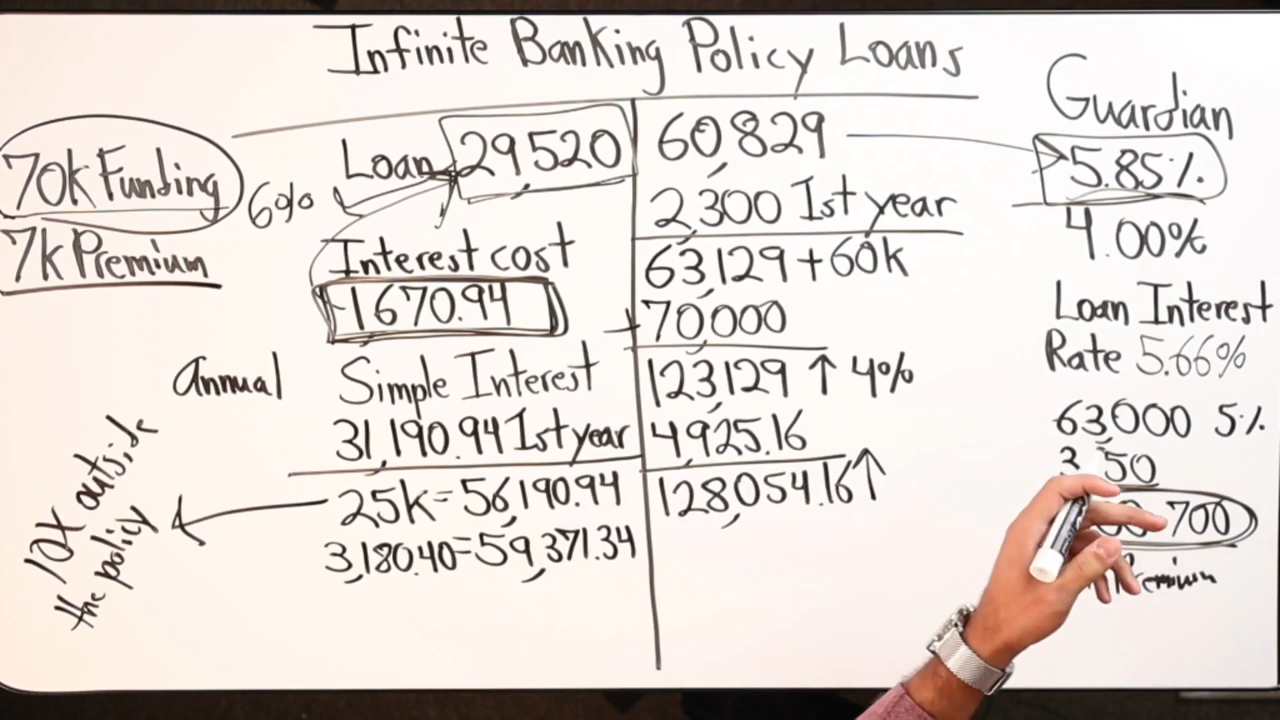 Infinite Banking Policy Loans
70k Funding
7k Premium
6%
Loan 29,520
Interest cost
-1670.94
Annual Simple Interest
31,190.94 1st year
25k = 56,190.94
3,180.40 = 59,371.34
10k outside
the policy
60,829
2,300 1st year
63,129 + 60k
+70,000
123,129 ↑ 4%
4,925.16
128,054.16 ↑
Guardian
5.85%
4.00%
Loan Interest
Rate 5.66%
63,000 5%
50
700